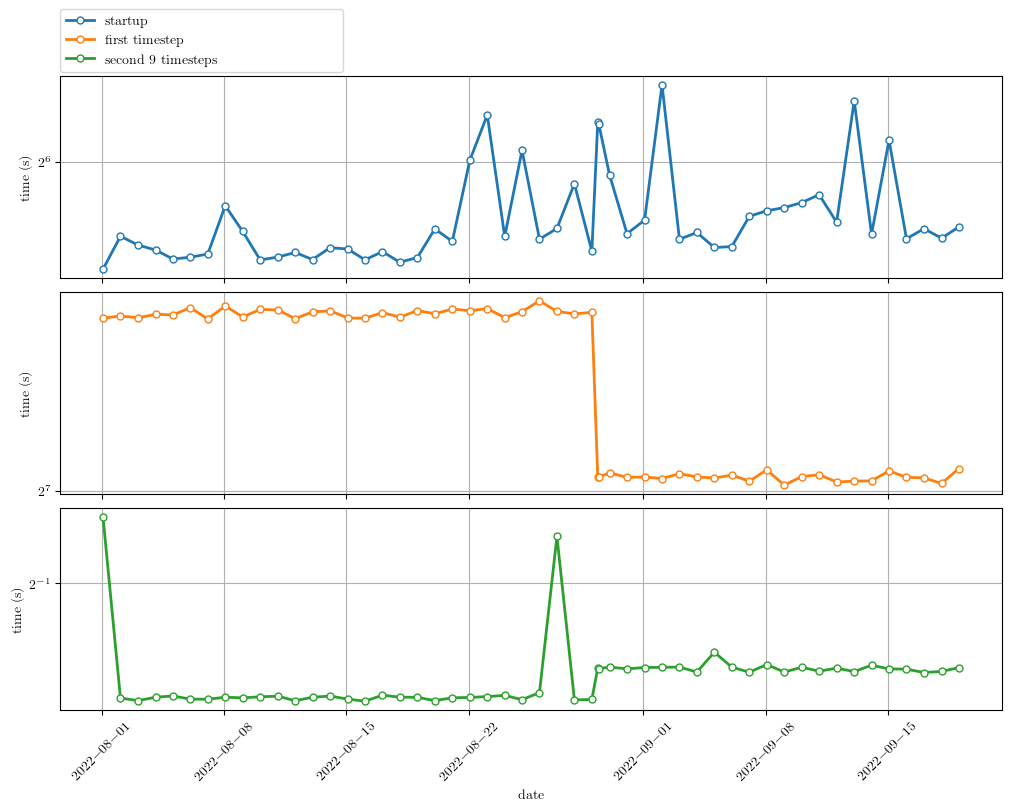 startup
first timestep
second 9 timesteps
time (s)
2^6
time (s)
2^7
time (s)
2^−1
2022−08−01
2022−08−08
2022−08−15
2022−08−22
2022−09−01
2022−09−08
2022−09−15
date